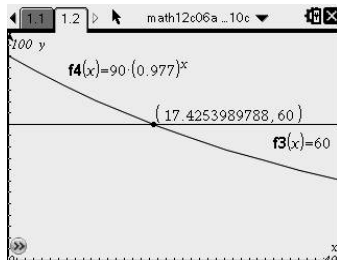 1.1 1.2 math12c06a ...10c
100 y
f4(x)=90·(0.977)^x
(17.4253989788,60)
f3(x)=60
x